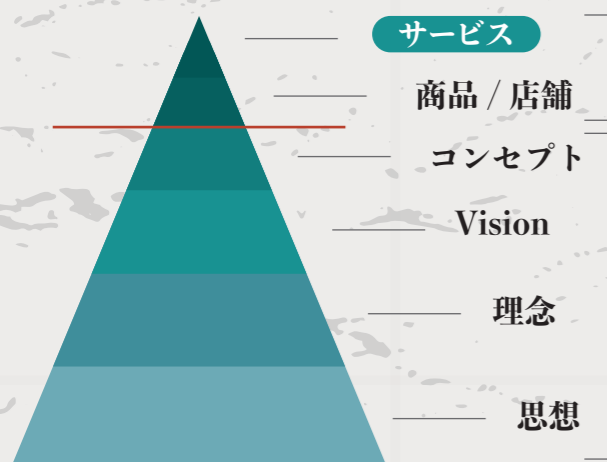 サービス
商品 / 店舗
コンセプト
Vision
理念
思想